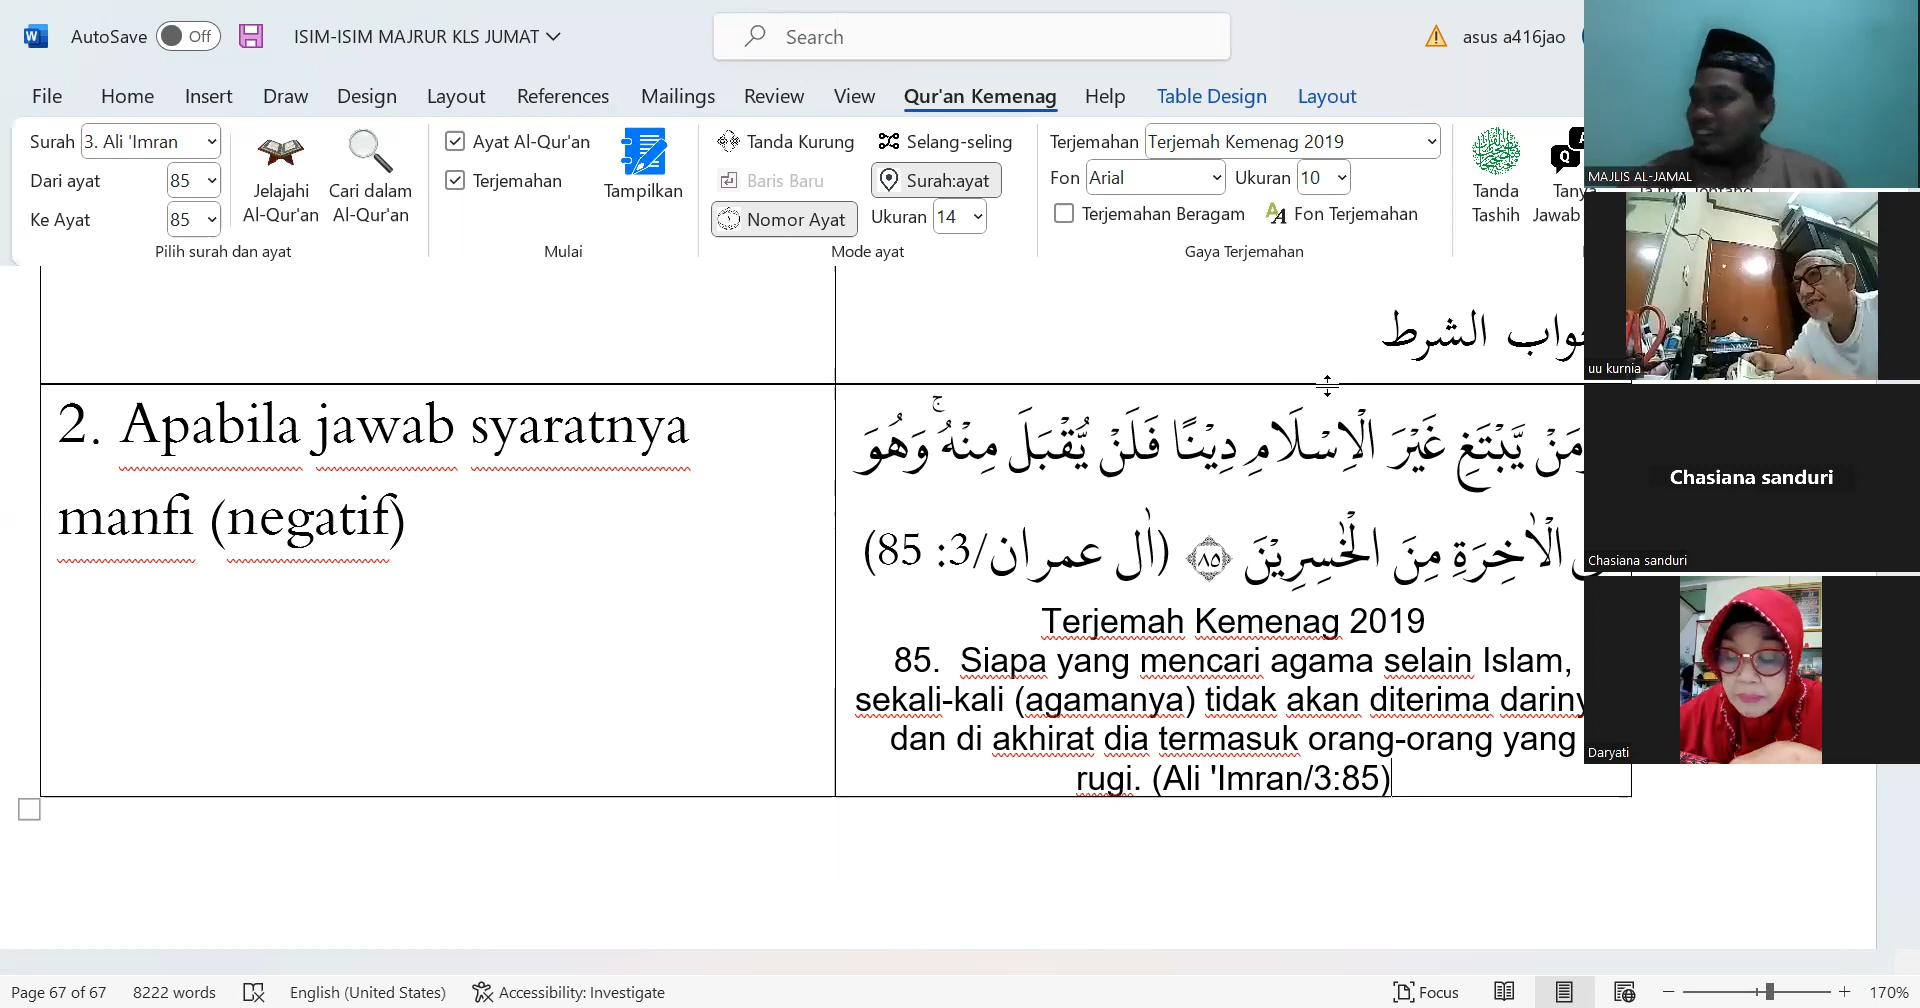 AutoSave Off ISIM-ISIM MAJRUR KLS JUMAT Search asus a416jao
File Home Insert Draw Design Layout References Mailings Review View Qur'an Kemenag Help Table Design Layout
Surah 3. Ali 'Imran
Dari ayat 85
Ke Ayat 85
Jelajahi Al-Qur'an
Cari dalam Al-Qur'an
Pilih surah dan ayat
Ayat Al-Qur'an
Terjemahan
Tampilkan
Mulai
Tanda Kurung
Baris Baru
Nomor Ayat
Selang-seling
Surah:ayat
Ukuran 14
Mode ayat
Terjemahan Terjemah Kemenag 2019
Fon Arial Ukuran 10
Terjemahan Beragam Fon Terjemahan
Gaya Terjemahan
Tanda Tashih
Jawab
MAJLIS AL-JAMAL
uu kurnia
Chasiana sanduri
Chasiana sanduri
Daryati
الشرط
2. Apabila jawab syaratnya
manfi (negatif)
يَّبْتَغِ غَيْرَ الْاِسْلَامِ دِيْنًا فَلَنْ يُّقْبَلَ مِنْهُۚ وَهُوَ
الْاٰخِرَةِ مِنَ الْخٰسِرِيْنَ ٨٥ (اٰل عمران/3: 85)
Terjemah Kemenag 2019
85. Siapa yang mencari agama selain Islam,
sekali-kali (agamanya) tidak akan diterima
dan di akhirat dia termasuk orang-orang yang
rugi. (Ali 'Imran/3:85)
Page 67 of 67 8222 words English (United States) Accessibility: Investigate Focus 170%